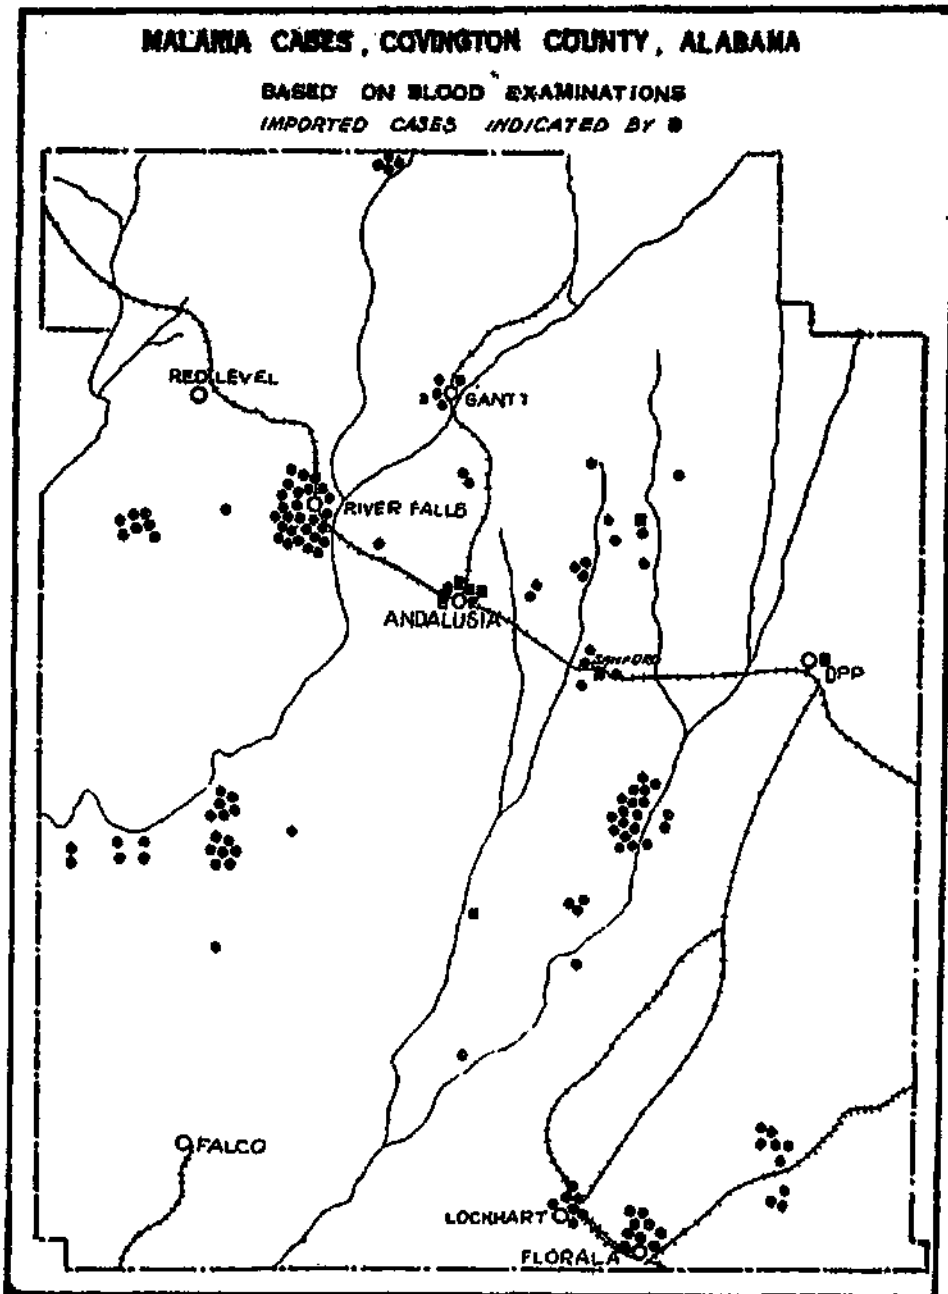 MALARIA CASES, COVINGTON COUNTY, ALABAMA
BASED ON BLOOD EXAMINATIONS
IMPORTED CASES INDICATED BY ■
RED LEVEL
GANTT
RIVER FALLS
ANDALUSIA
SANFORD
OPP
FALCO
LOCKHART
FLORALA